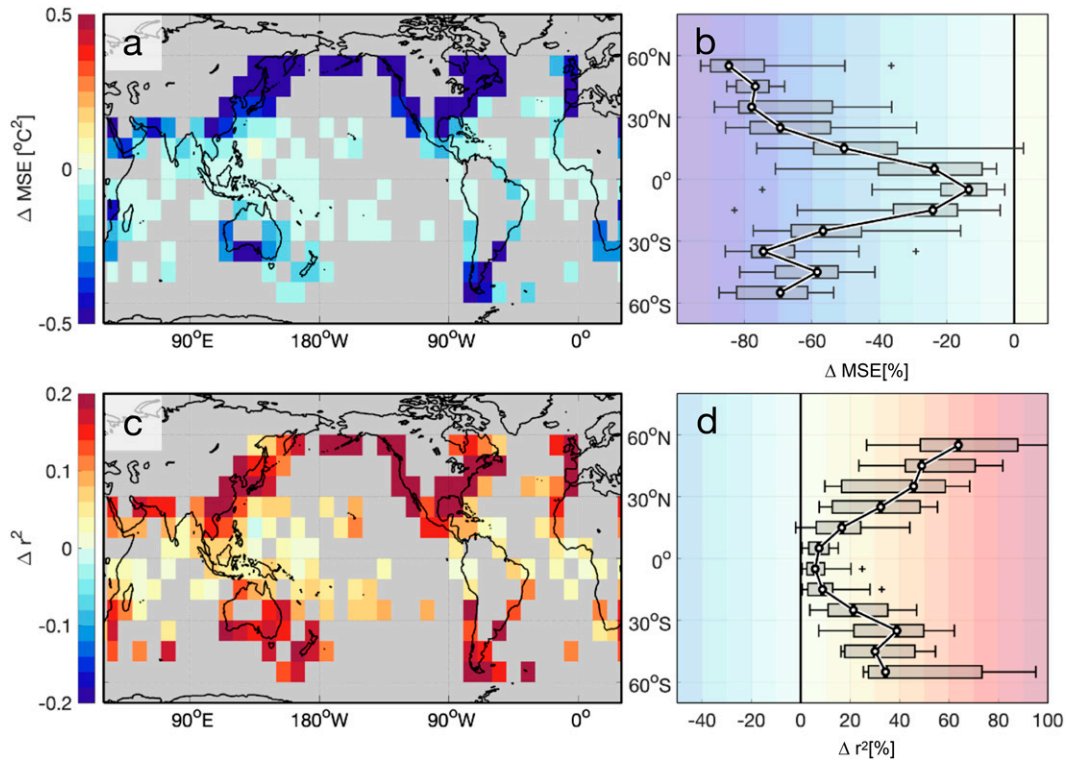 a
0.5
0
-0.5
Δ MSE [°C²]
90°E
180°W
90°W
0°
b
60°N
30°N
0°
30°S
60°S
-80
-60
-40
-20
0
Δ MSE[%]
c
0.2
0.1
0
-0.1
-0.2
Δ r²
90°E
180°W
90°W
0°
d
60°N
30°N
0°
30°S
60°S
-40
-20
0
20
40
60
80
100
Δ r²[%]